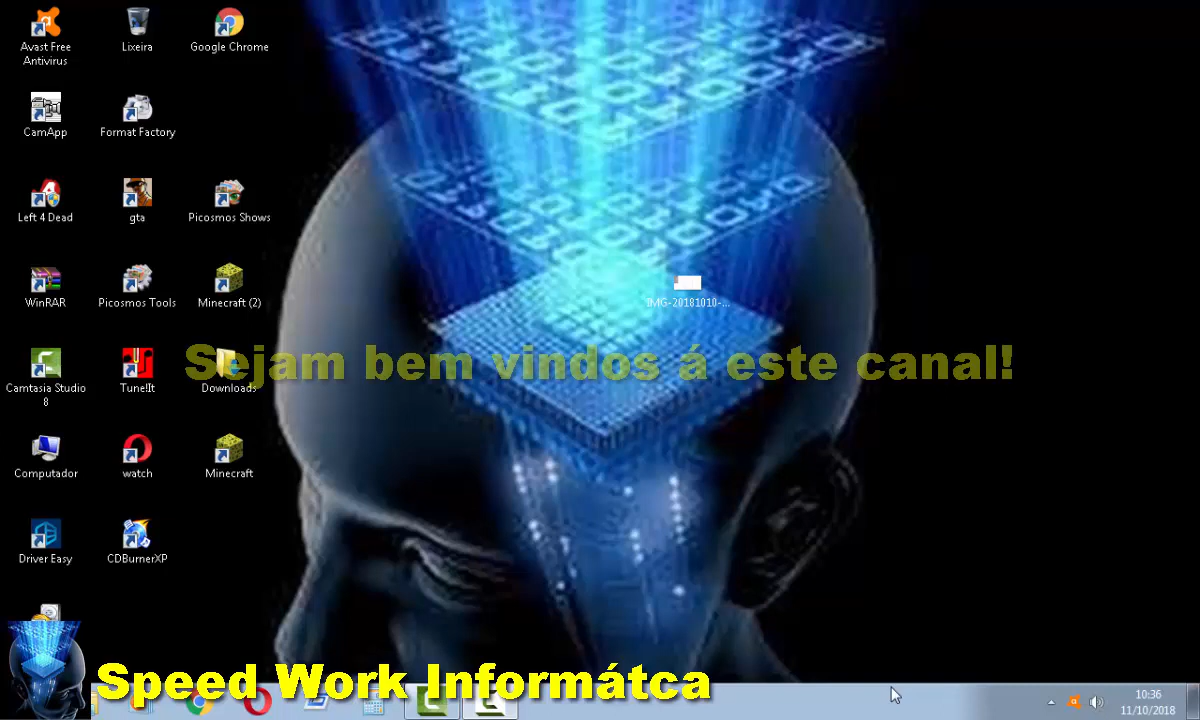 Avast Free
Antivirus
Lixeira
Google Chrome
CamApp
Format Factory
Left 4 Dead
gta
Picosmos Shows
WinRAR
Picosmos Tools
Minecraft (2)
IMG-20181010-...
Sejam bem vindos á este canal!
Camtasia Studio
8
TuneIIt
Downloads
Computador
watch
Minecraft
Driver Easy
CDBurnerXP
Speed Work Informátca
10:36
11/10/2018